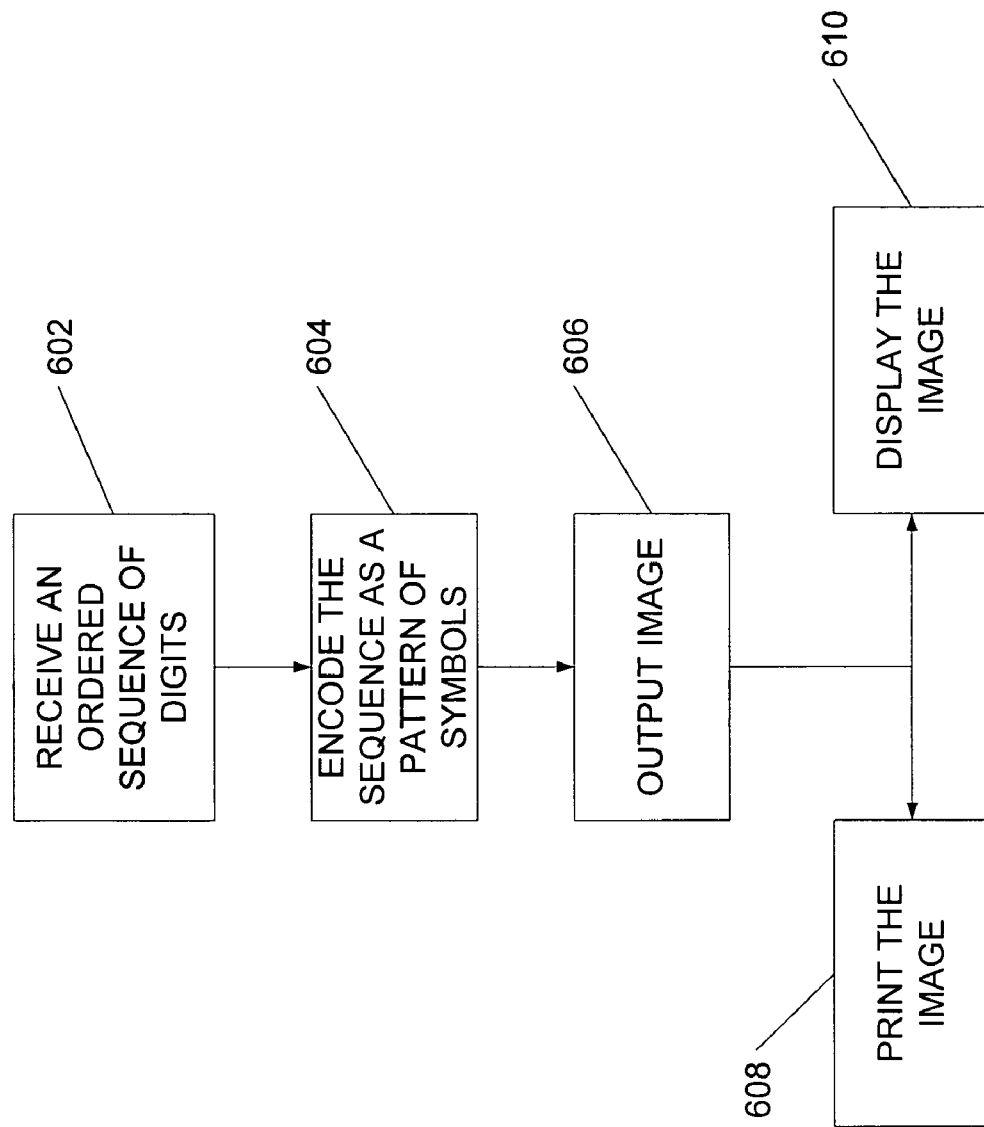 RECEIVE AN
ORDERED
SEQUENCE OF
DIGITS
602
ENCODE THE
SEQUENCE AS A
PATTERN OF
SYMBOLS
604
OUTPUT IMAGE
606
PRINT THE
IMAGE
608
DISPLAY THE
IMAGE
610